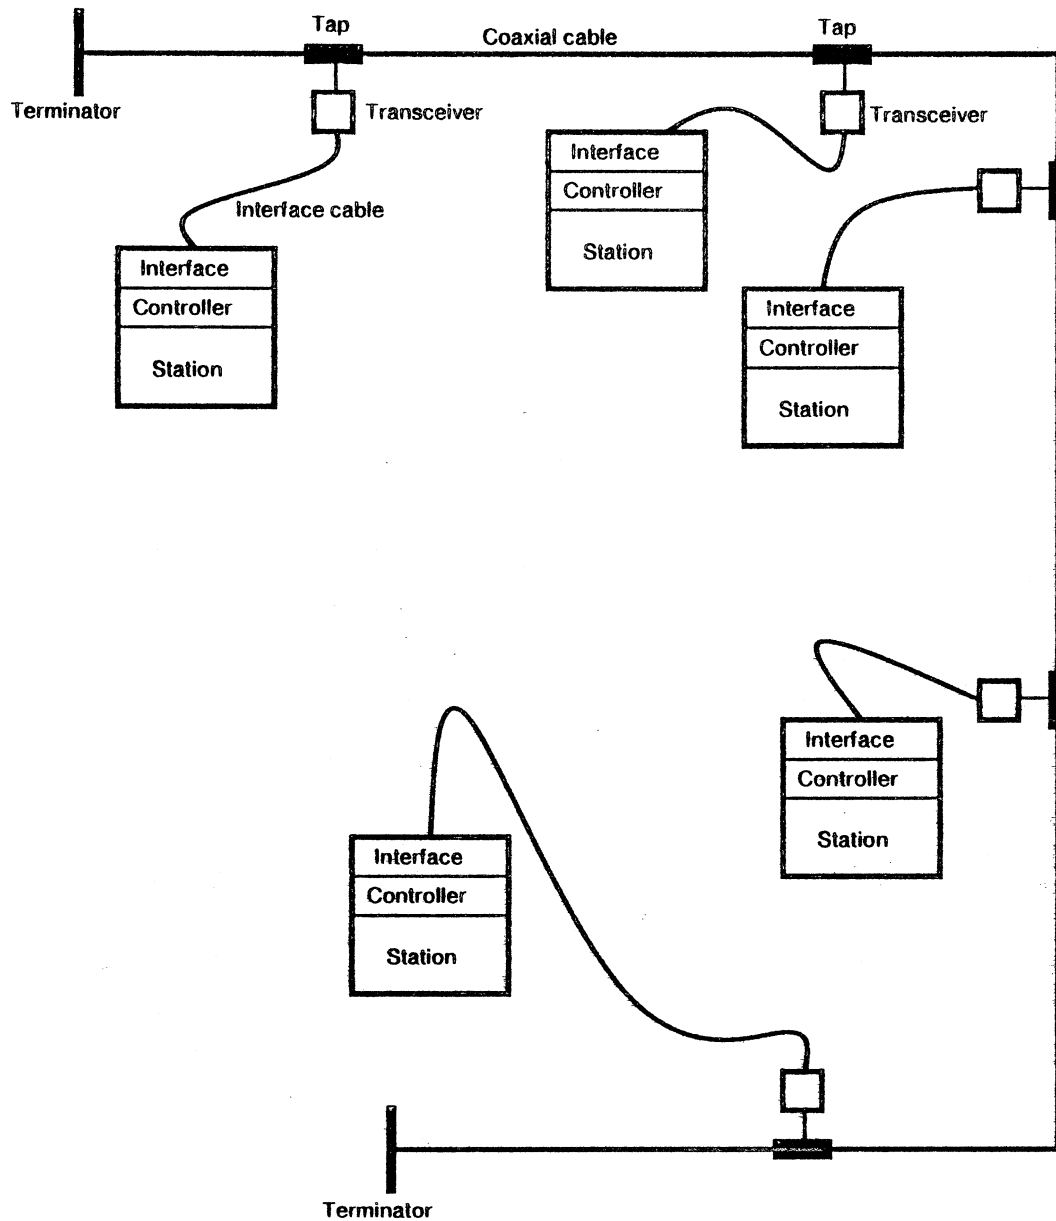 Tap
Coaxial cable
Tap
Terminator
Transceiver
Transceiver
Interface
Controller
Station
Interface cable
Interface
Controller
Station
Interface
Controller
Station
Interface
Controller
Station
Interface
Controller
Station
Terminator